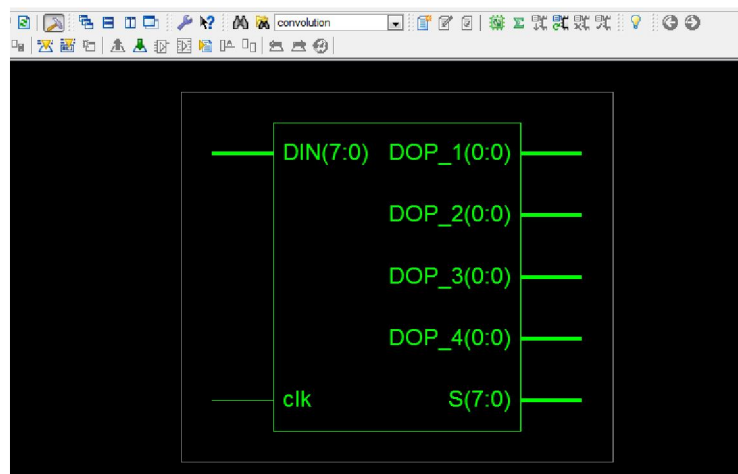 convolution
DIN(7:0) DOP_1(0:0)
DOP_2(0:0)
DOP_3(0:0)
DOP_4(0:0)
clk S(7:0)